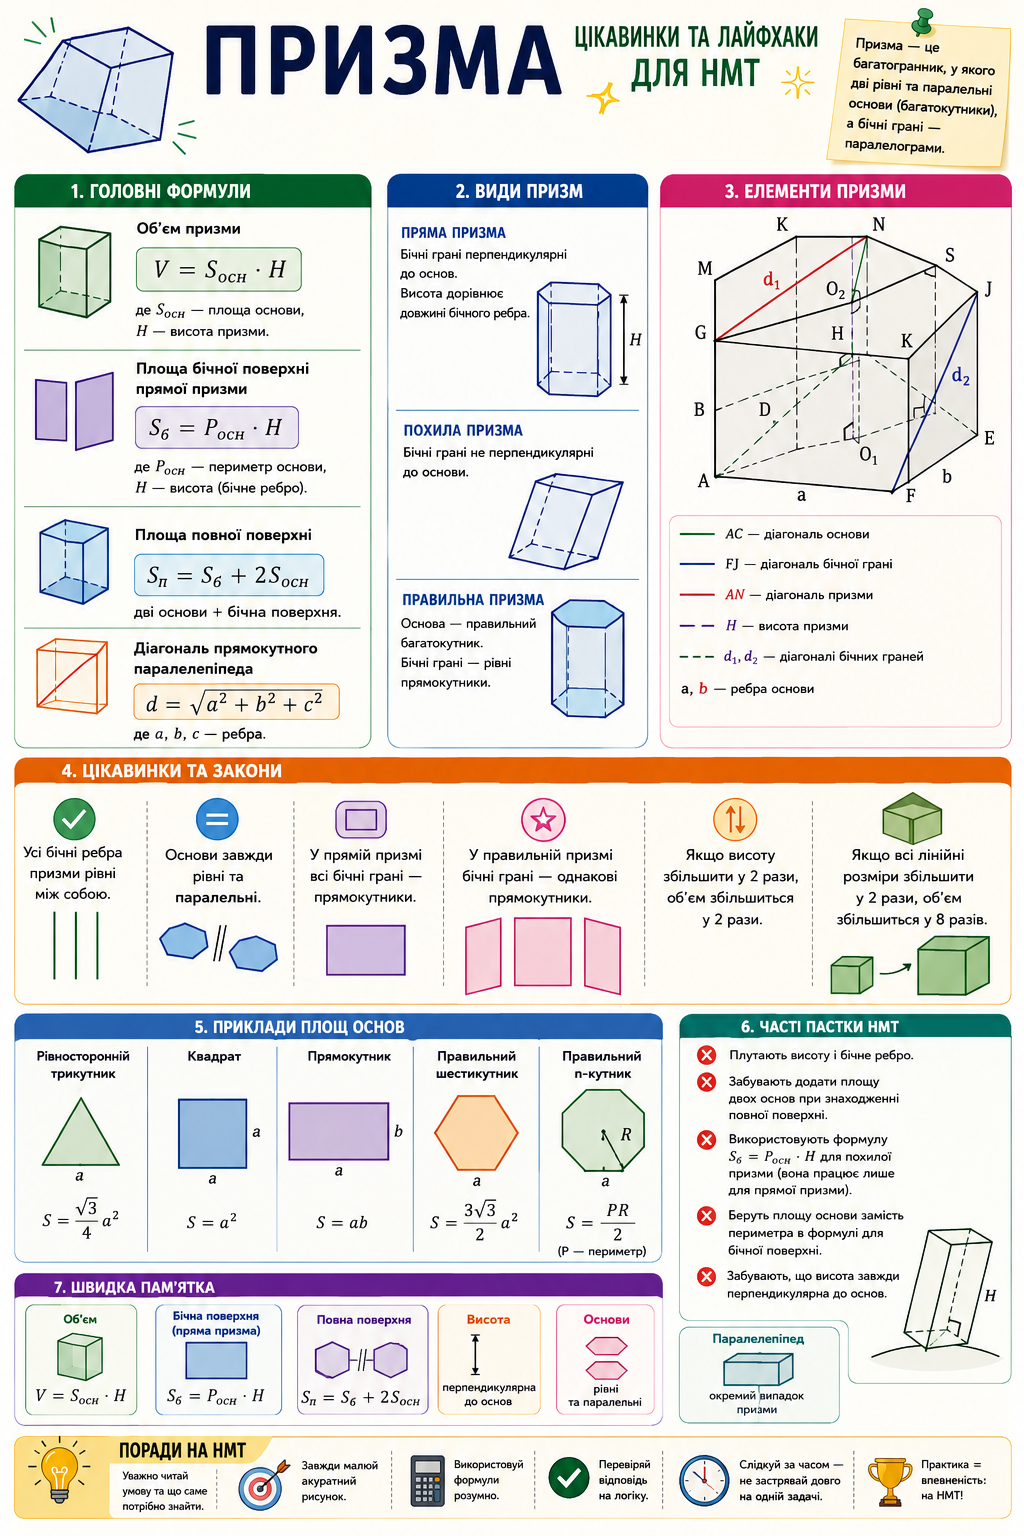 ПРИЗМА
ЦІКАВИНКИ ТА ЛАЙФХАКИ
ДЛЯ НМТ
Призма — це
багатогранник, у якого
дві рівні та паралельні
основи (багатокутники),
а бічні грані —
паралелограми.
1. ГОЛОВНІ ФОРМУЛИ
Об'єм призми
V = Sосн · H
де Sосн — площа основи,
H — висота призми.
Площа бічної поверхні
прямої призми
Sб = Pосн · H
де Pосн — периметр основи,
H — висота (бічне ребро).
Площа повної поверхні
Sп = Sб + 2Sосн
дві основи + бічна поверхня.
Діагональ прямокутного
паралелепіпеда
d = √a² + b² + c²
де a, b, c — ребра.
2. ВИДИ ПРИЗМ
ПРЯМА ПРИЗМА
Бічні грані перпендикулярні
до основ.
Висота дорівнює
довжині бічного ребра.
H
ПОХИЛА ПРИЗМА
Бічні грані не перпендикулярні
до основи.
ПРАВИЛЬНА ПРИЗМА
Основа — правильний
багатокутник.
Бічні грані — рівні
прямокутники.
3. ЕЛЕМЕНТИ ПРИЗМИ
K
N
S
M
d₁
O₂
J
G
H
K
d₂
B
D
E
O₁
A
b
a
F
AC — діагональ основи
FJ — діагональ бічної грані
AN — діагональ призми
H — висота призми
d₁, d₂ — діагоналі бічних граней
a, b — ребра основи
4. ЦІКАВИНКИ ТА ЗАКОНИ
Усі бічні ребра
призми рівні
між собою.
Основи завжди
рівні та
паралельні.
У прямій призмі
всі бічні грані —
прямокутники.
У правильній призмі
бічні грані — однакові
прямокутники.
Якщо висоту
збільшити у 2 рази,
об'єм збільшиться
у 2 рази.
Якщо всі лінійні
розміри збільшити
у 2 рази, об'єм
збільшиться у 8 разів.
5. ПРИКЛАДИ ПЛОЩ ОСНОВ
Рівносторонній
трикутник
a
S = √3/4 a²
Квадрат
a
S = a²
Прямокутник
b
a
S = ab
Правильний
шестикутник
a
S = 3√3/2 a²
Правильний
n-кутник
R
a
S = PR/2
(P — периметр)
6. ЧАСТІ ПАСТКИ НМТ
Плутають висоту і бічне ребро.
Забувають додати площу
двох основ при знаходженні
повної поверхні.
Використовують формулу
Sб = Pосн · H для похилої
призми (вона працює лише
для прямої призми).
Беруть площу основи замість
периметра в формулі для
бічної поверхні.
Забувають, що висота завжди
перпендикулярна до основ.
H
Паралелепіпед
окремий випадок
призми
7. ШВИДКА ПАМ'ЯТКА
Об'єм
V = Sосн · H
Бічна поверхня
(пряма призма)
Sб = Pосн · H
Повна поверхня
Sп = Sб + 2Sосн
Висота
перпендикулярна
до основ
Основи
рівні
та паралельні
ПОРАДИ НА НМТ
Уважно читай
умову та що саме
потрібно знайти.
Завжди малюй
акуратний
рисунок.
Використовуй
формули
розумно.
Перевіряй
відповідь
на логіку.
Слідкуй за часом —
не застрявай довго
на одній задачі.
Практика =
впевненість:
на НМТ!